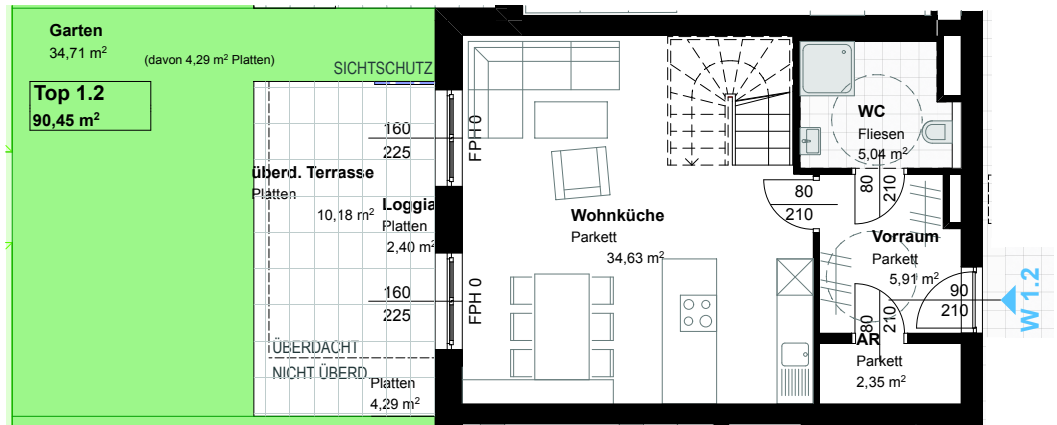 Garten
34,71 m²
(davon 4,29 m² Platten)
SICHTSCHUTZ
Top 1.2
90,45 m²
160
225
FPH 0
überd. Terrasse
Platten
10,18 m²
Loggia
Platten
2,40 m²
160
225
FPH 0
ÜBERDACHT
NICHT ÜBERD.
Platten
4,29 m²
Wohnküche
Parkett
34,63 m²
WC
Fliesen
5,04 m²
80
210
80
210
Vorraum
Parkett
5,91 m²
90
210
80
210
AR
Parkett
2,35 m²
W 1.2